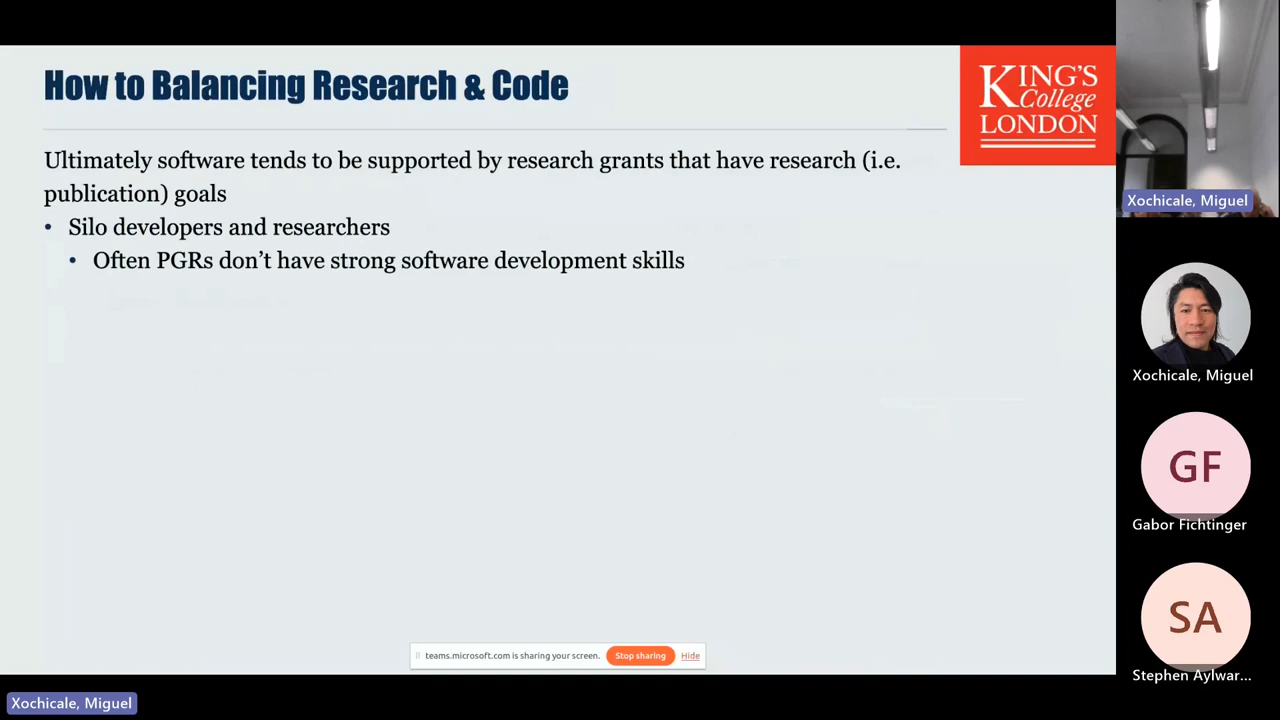 How to Balancing Research & Code
KING'S
College
LONDON
Ultimately software tends to be supported by research grants that have research (i.e.
publication) goals
• Silo developers and researchers
• Often PGRs don't have strong software development skills
teams.microsoft.com is sharing your screen. Stop sharing Hide
Xochicale, Miguel
Xochicale, Miguel
GF
Gabor Fichtinger
SA
Stephen Aylwar...
Xochicale, Miguel